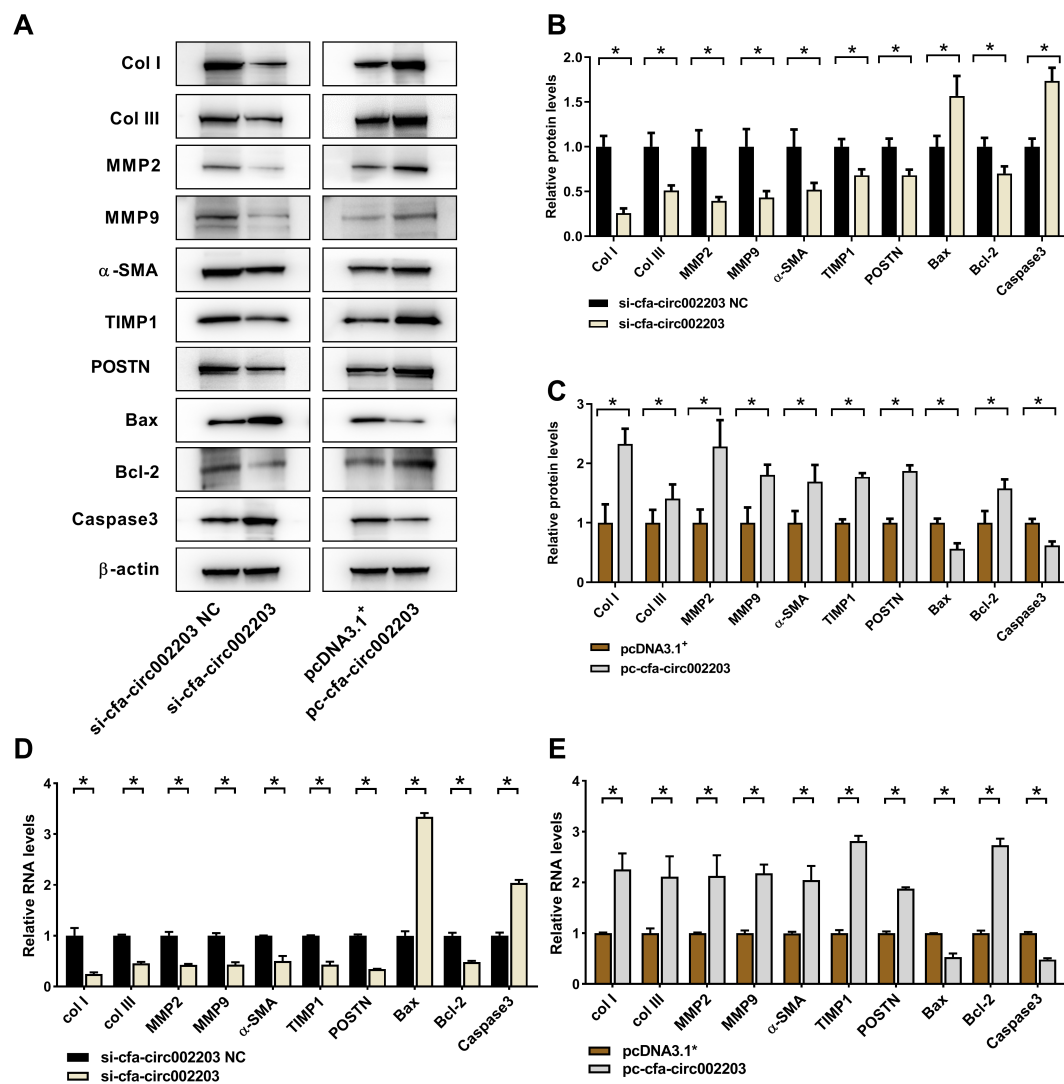 A
Col I
Col III
MMP2
MMP9
α-SMA
TIMP1
POSTN
Bax
Bcl-2
Caspase3
β-actin
si-cfa-circ002203 NC
si-cfa-circ002203
pcDNA3.1+
pc-cfa-circ002203
B
Relative protein levels
2.0
1.5
1.0
0.5
0.0
* * * * * * * * * *
Col I Col III MMP2 MMP9 α-SMA TIMP1 POSTN Bax Bcl-2 Caspase3
si-cfa-circ002203 NC
si-cfa-circ002203
C
Relative protein levels
3
2
1
0
* * * * * * * * * *
Col I Col III MMP2 MMP9 α-SMA TIMP1 POSTN Bax Bcl-2 Caspase3
pcDNA3.1+
pc-cfa-circ002203
D
Relative RNA levels
4
3
2
1
0
* * * * * * * * * *
col I col III MMP2 MMP9 α-SMA TIMP1 POSTN Bax Bcl-2 Caspase3
si-cfa-circ002203 NC
si-cfa-circ002203
E
Relative RNA levels
4
3
2
1
0
* * * * * * * * * *
col I col III MMP2 MMP9 α-SMA TIMP1 POSTN Bax Bcl-2 Caspase3
pcDNA3.1*
pc-cfa-circ002203